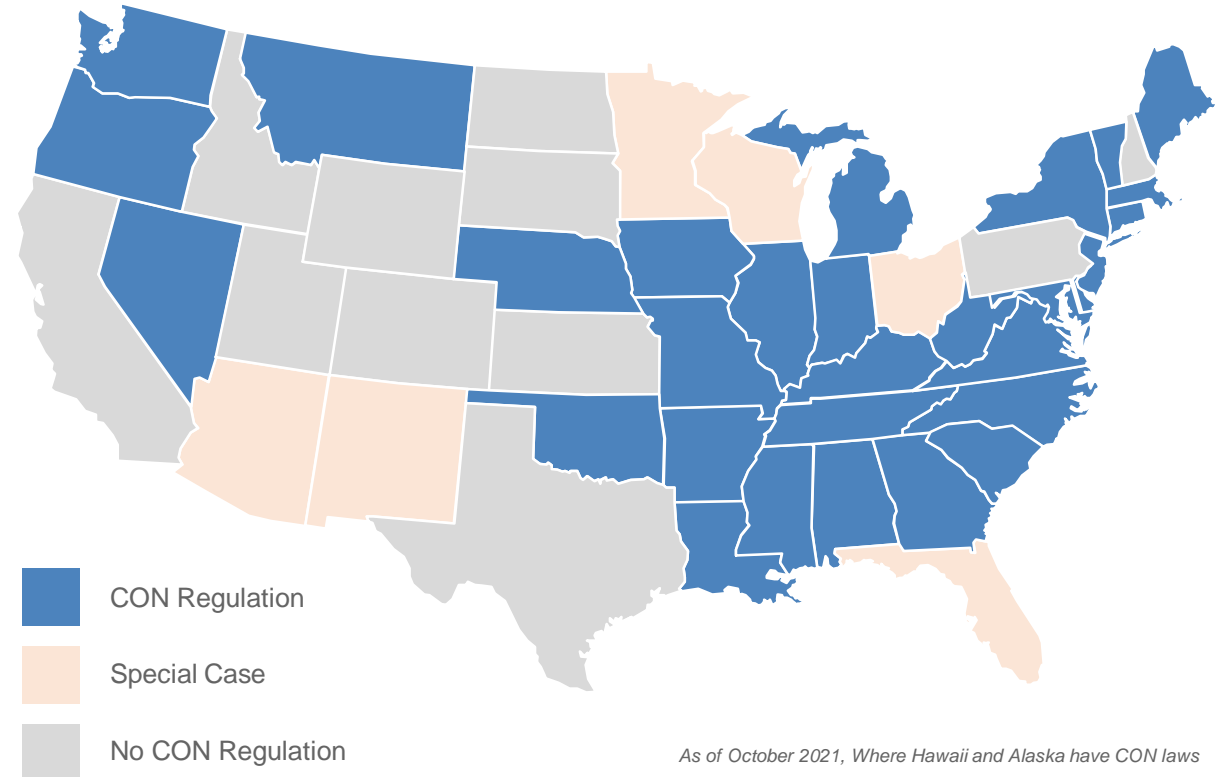 CON Regulation
Special Case
No CON Regulation
As of October 2021, Where Hawaii and Alaska have CON laws